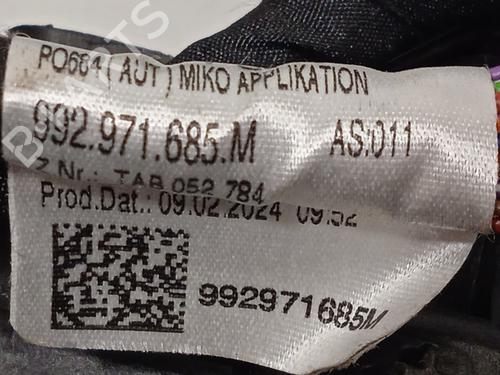 PO684 ( AUT ) MIKO APPLIKATION
992.971.685.M AS:011
Z Nr.: TAB 052 784
Prod.Dat.: 09.02.2024 09:52
992971685M